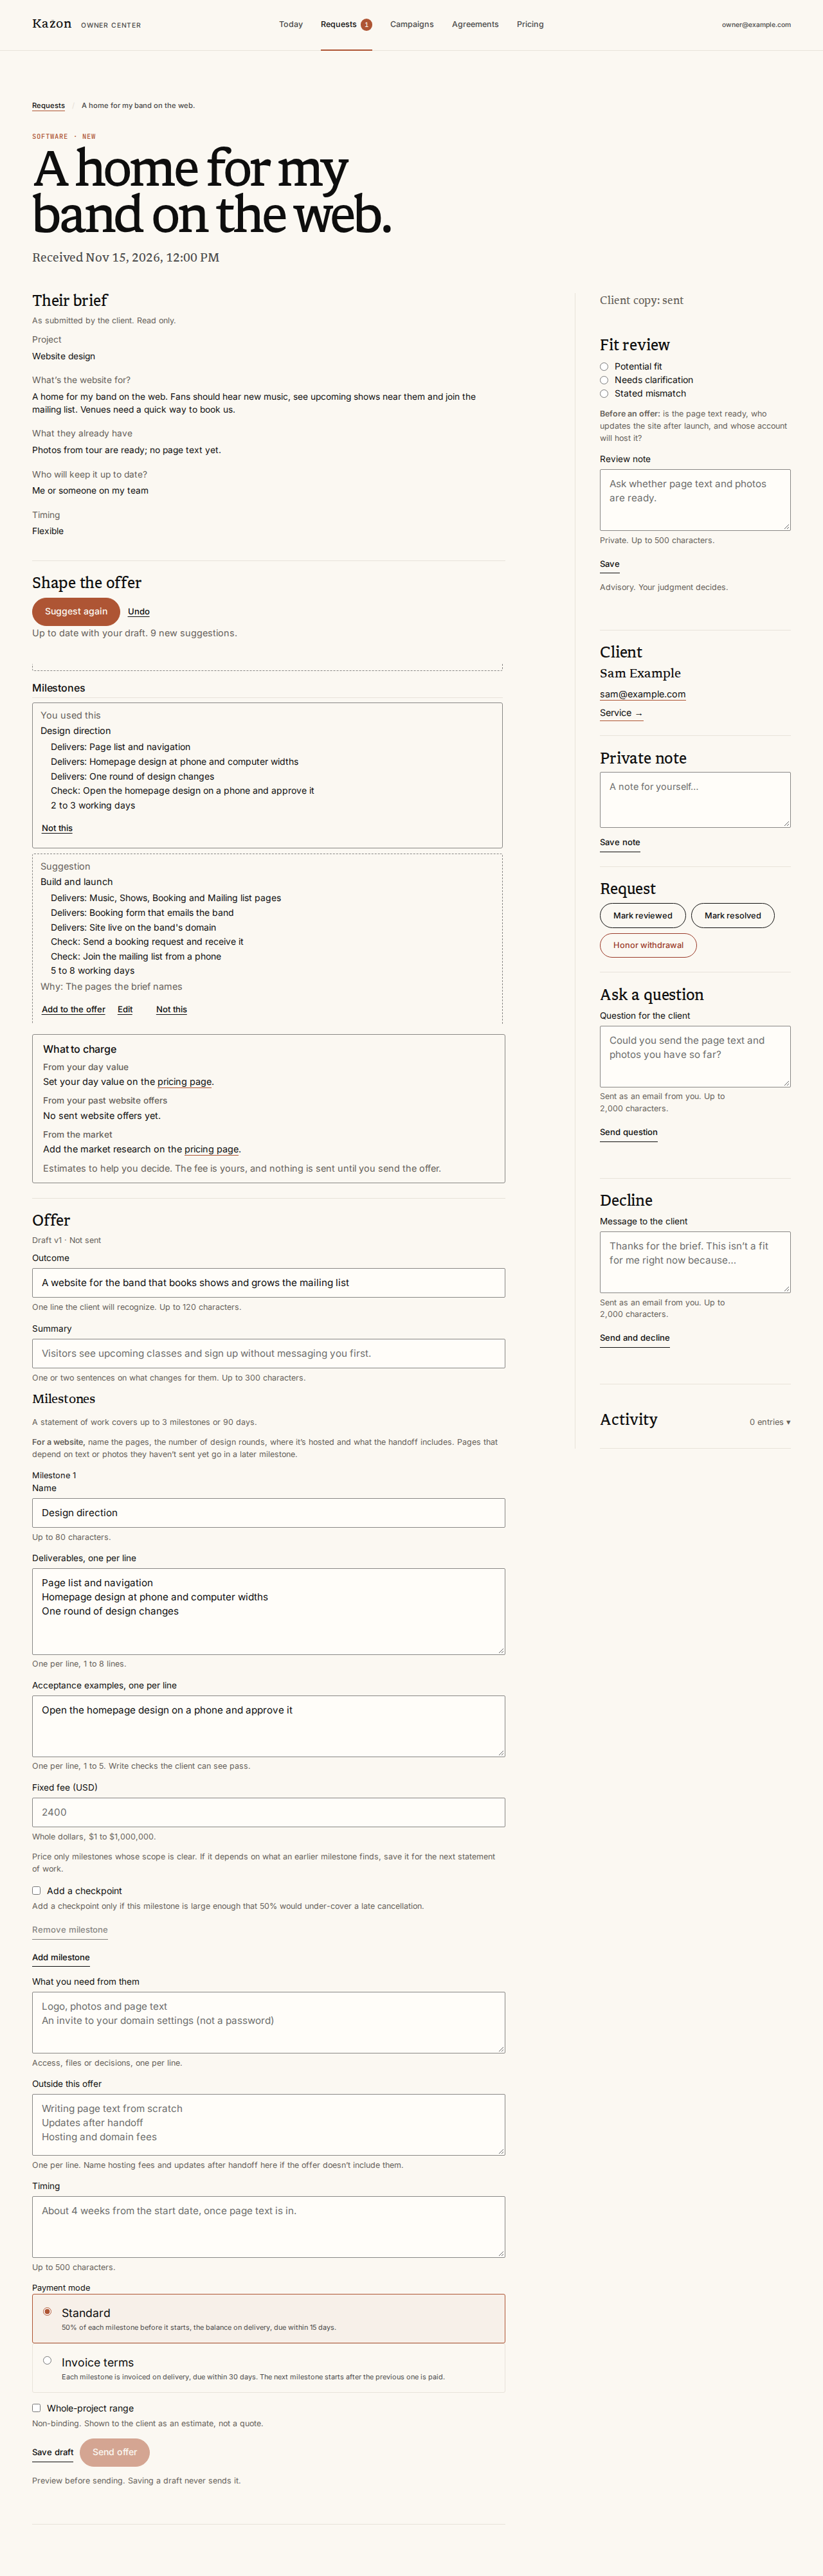 Kazon OWNER CENTER
Today Requests 1 Campaigns Agreements Pricing
owner@example.com
Requests A home for my band on the web.
SOFTWARE · NEW
A home for my
band on the web.
Received Nov 15, 2026, 12:00 PM
Their brief
As submitted by the client. Read only.
Project
Website design
What's the website for?
A home for my band on the web. Fans should hear new music, see upcoming shows near them and join the
mailing list. Venues need a quick way to book us.
What they already have
Photos from tour are ready; no page text yet.
Who will keep it up to date?
Me or someone on my team
Timing
Flexible
Shape the offer
Suggest again Undo
Up to date with your draft. 9 new suggestions.
Milestones
You used this
Design direction
Delivers: Page list and navigation
Delivers: Homepage design at phone and computer widths
Delivers: One round of design changes
Check: Open the homepage design on a phone and approve it
2 to 3 working days
Not this
Suggestion
Build and launch
Delivers: Music, Shows, Booking and Mailing list pages
Delivers: Booking form that emails the band
Delivers: Site live on the band's domain
Check: Send a booking request and receive it
Check: Join the mailing list from a phone
5 to 8 working days
Why: The pages the brief names
Add to the offer Edit Not this
What to charge
From your day value
Set your day value on the pricing page.
From your past website offers
No sent website offers yet.
From the market
Add the market research on the pricing page.
Estimates to help you decide. The fee is yours, and nothing is sent until you send the offer.
Offer
Draft v1 · Not sent
Outcome
A website for the band that books shows and grows the mailing list
One line the client will recognize. Up to 120 characters.
Summary
Visitors see upcoming classes and sign up without messaging you first.
One or two sentences on what changes for them. Up to 300 characters.
Milestones
A statement of work covers up to 3 milestones or 90 days.
For a website, name the pages, the number of design rounds, where it's hosted and what the handoff includes. Pages that
depend on text or photos they haven't sent yet go in a later milestone.
Milestone 1
Name
Design direction
Up to 80 characters.
Deliverables, one per line
Page list and navigation
Homepage design at phone and computer widths
One round of design changes
One per line, 1 to 8 lines.
Acceptance examples, one per line
Open the homepage design on a phone and approve it
One per line, 1 to 5. Write checks the client can see pass.
Fixed fee (USD)
2400
Whole dollars, $1 to $1,000,000.
Price only milestones whose scope is clear. If it depends on what an earlier milestone finds, save it for the next statement
of work.
Add a checkpoint
Add a checkpoint only if this milestone is large enough that 50% would under-cover a late cancellation.
Remove milestone
Add milestone
What you need from them
Logo, photos and page text
An invite to your domain settings (not a password)
Access, files or decisions, one per line.
Outside this offer
Writing page text from scratch
Updates after handoff
Hosting and domain fees
One per line. Name hosting fees and updates after handoff here if the offer doesn't include them.
Timing
About 4 weeks from the start date, once page text is in.
Up to 500 characters.
Payment mode
Standard
50% of each milestone before it starts, the balance on delivery, due within 15 days.
Invoice terms
Each milestone is invoiced on delivery, due within 30 days. The next milestone starts after the previous one is paid.
Whole-project range
Non-binding. Shown to the client as an estimate, not a quote.
Save draft Send offer
Preview before sending. Saving a draft never sends it.
Client copy: sent
Fit review
Potential fit
Needs clarification
Stated mismatch
Before an offer: is the page text ready, who
updates the site after launch, and whose account
will host it?
Review note
Ask whether page text and photos
are ready.
Private. Up to 500 characters.
Save
Advisory. Your judgment decides.
Client
Sam Example
sam@example.com
Service →
Private note
A note for yourself…
Save note
Request
Mark reviewed Mark resolved
Honor withdrawal
Ask a question
Question for the client
Could you send the page text and
photos you have so far?
Sent as an email from you. Up to
2,000 characters.
Send question
Decline
Message to the client
Thanks for the brief. This isn't a fit
for me right now because…
Sent as an email from you. Up to
2,000 characters.
Send and decline
Activity 0 entries ▾